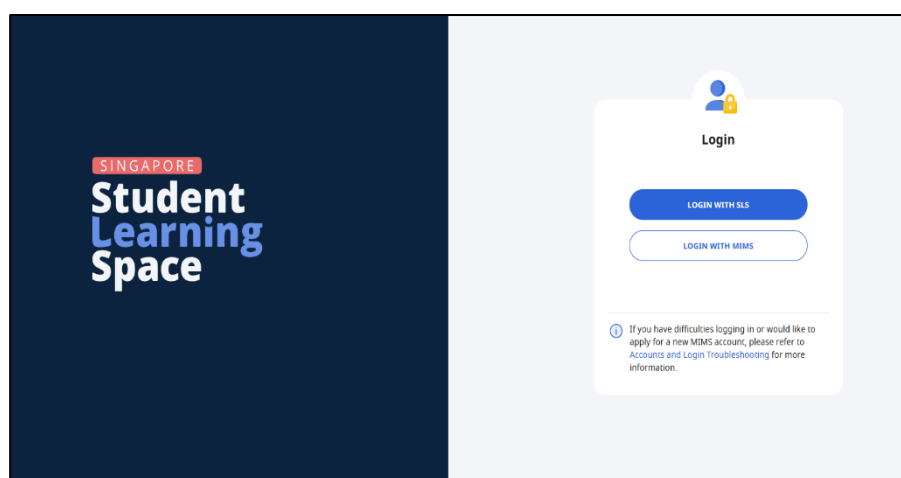 SINGAPORE
Student
Learning
Space
Login
LOGIN WITH SLS
LOGIN WITH MIMS
If you have difficulties logging in or would like to
apply for a new MIMS account, please refer to
Accounts and Login Troubleshooting for more
information.